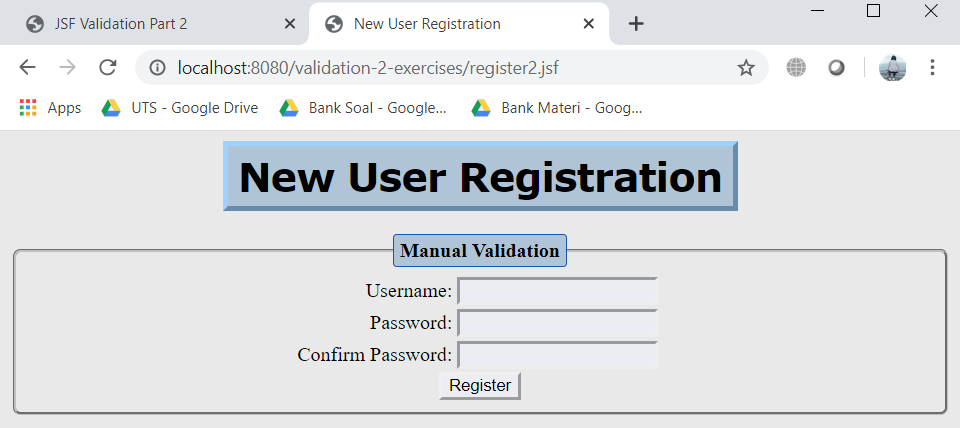 JSF Validation Part 2
New User Registration
localhost:8080/validation-2-exercises/register2.jsf
Apps
UTS - Google Drive
Bank Soal - Google...
Bank Materi - Goog...
New User Registration
Manual Validation
Username:
Password:
Confirm Password:
Register